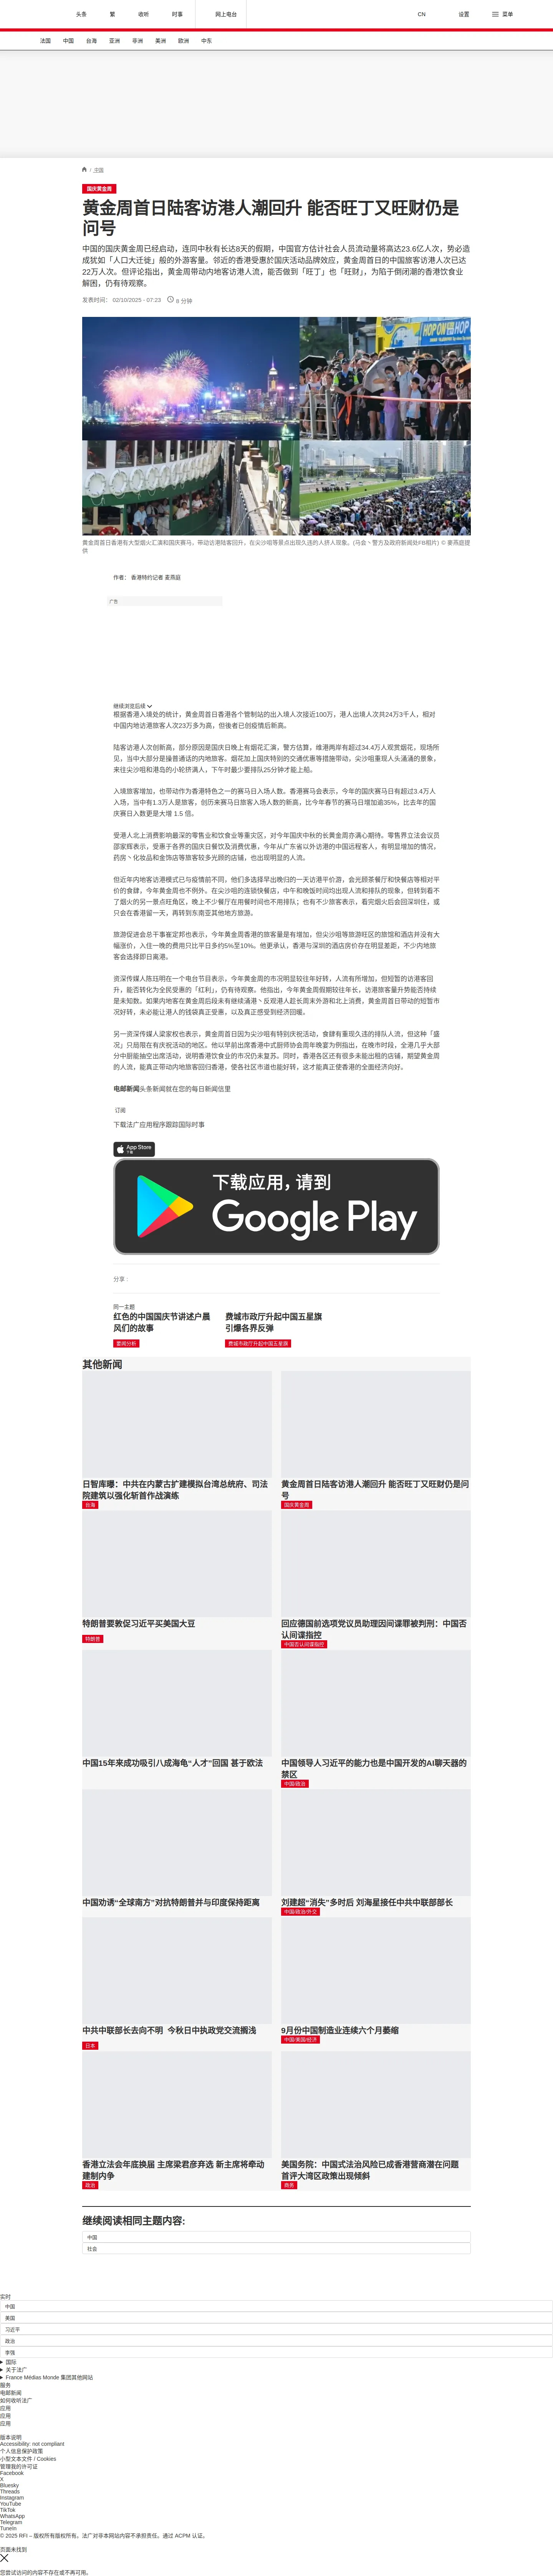 头条
繁
收听
时事
网上电台
CN
设置
菜单
法国
中国
台海
亚洲
非洲
美洲
欧洲
中东
/ 中国
国庆黄金周
黄金周首日陆客访港人潮回升 能否旺丁又旺财仍是
问号
中国的国庆黄金周已经启动，连同中秋有长达8天的假期，中国官方估计社会人员流动量将高达23.6亿人次，势必造
成犹如「人口大迁徙」般的外游客量。邻近的香港受惠於国庆活动品牌效应，黄金周首日的中国旅客访港人次已达
22万人次。但评论指出，黄金周带动内地客访港人流，能否做到「旺丁」也「旺财」，为陷于倒闭潮的香港饮食业
解困，仍有待观察。
发表时间： 02/10/2025 - 07:23
8 分钟
黄金周首日香港有大型烟火汇演和国庆赛马，带动访港陆客回升，在尖沙咀等景点出现久违的人挤人现象。(马会丶警方及政府新闻处FB相片) © 麥燕庭提
供
作者： 香港特约记者 麦燕庭
广告
继续浏览后续
根据香港入境处的统计，黄金周首日香港各个管制站的出入境人次接近100万，港人出境人次共24万3千人，相对
中国内地访港旅客人次23万多为高，但後者已创疫情后新高。
陆客访港人次创新高，部分原因是国庆日晚上有烟花汇演，警方估算，维港两岸有超过34.4万人观赏烟花，现场所
见，当中大部分是操普通话的内地旅客。烟花加上国庆特别的交通优惠等措施带动，尖沙咀重现人头涌涌的景象，
来往尖沙咀和港岛的小轮挤满人，下午时最少要排队25分钟才能上船。
入境旅客增加，也带动作为香港特色之一的赛马日入场人数。香港赛马会表示，今年的国庆赛马日有超过3.4万人
入场，当中有1.3万人是旅客，创历来赛马日旅客入场人数的新高，比今年春节的赛马日增加逾35%，比去年的国
庆赛日入数更是大增 1.5 倍。
受港人北上消费影响最深的零售业和饮食业等重灾区，对今年国庆中秋的长黄金周亦满心期待。零售界立法会议员
邵家辉表示，受惠于各界的国庆日餐饮及消费优惠，今年从广东省以外访港的中国远程客人，有明显增加的情况，
药房丶化妆品和金饰店等旅客较多光顾的店铺，也出现明显的人流。
但近年内地客访港模式已与疫情前不同，他们多选择早出晚归的一天访港平价游，会光顾茶餐厅和快餐店等相对平
价的食肆，今年黄金周也不例外。在尖沙咀的连锁快餐店，中午和晚饭时间均出现人流和排队的现象，但转到看不
了烟火的另一景点旺角区，晚上不少餐厅在用餐时间也不用排队；也有不少旅客表示，看完烟火后会回深圳住，或
只会在香港留一天，再转到东南亚其他地方旅游。
旅游促进会总干事崔定邦也表示，今年黄金周香港的旅客量是有增加，但尖沙咀等旅游旺区的旅馆和酒店并没有大
幅涨价，入住一晚的费用只比平日多约5%至10%。他更承认，香港与深圳的酒店房价存在明显差距，不少内地旅
客会选择即日离港。
资深传媒人陈珏明在一个电台节目表示，今年黄金周的市况明显较往年好转，人流有所增加，但短暂的访港客回
升，能否转化为全民受惠的「红利」，仍有待观察。他指出，今年黄金周假期较往年长，访港旅客量升势能否持续
是未知数。如果内地客在黄金周后段未有继续涌港丶反观港人趁长周末外游和北上消费，黄金周首日带动的短暂市
况好转，未必能让港人的钱袋真正受惠，以及真正感受到经济回暖。
另一资深传媒人梁家权也表示，黄金周首日因为尖沙咀有特别庆祝活动，食肆有重现久违的排队人流，但这种「盛
况」只局限在有庆祝活动的地区。他以早前出席香港中式厨师协会周年晚宴为例指出，在晚市时段，全港几乎大部
分中厨能抽空出席活动，说明香港饮食业的市况仍未复苏。同时，香港各区还有很多未能出租的店铺，期望黄金周
的人流，能真正带动内地旅客回归香港，使各社区市道也能好转，这才能真正使香港的全面经济向好。
电邮新闻头条新闻就在您的每日新闻信里
订阅
下载法广应用程序跟踪国际时事
App Store
下载
下载应用，请到
Google Play
分享 :
同一主题
红色的中国国庆节讲述户晨
风们的故事
要闻分析
费城市政厅升起中国五星旗
引爆各界反弹
费城市政厅升起中国五星旗
其他新闻
日智库曝：中共在内蒙古扩建模拟台湾总统府、司法
院建筑以强化斩首作战演练
台海
黄金周首日陆客访港人潮回升 能否旺丁又旺财仍是问
号
国庆黄金周
特朗普要敦促习近平买美国大豆
特朗普
回应德国前选项党议员助理因间谍罪被判刑：中国否
认间谍指控
中国否认间谍指控
中国15年来成功吸引八成海龟“人才”回国 甚于欧法
中国领导人习近平的能力也是中国开发的AI聊天器的
禁区
中国/政治
中国劝诱“全球南方”对抗特朗普并与印度保持距离
刘建超“消失”多时后 刘海星接任中共中联部部长
中国/政治/外交
中共中联部长去向不明 今秋日中执政党交流搁浅
日本
9月份中国制造业连续六个月萎缩
中国/美国/经济
香港立法会年底换届 主席梁君彦弃选 新主席将牵动
建制内争
政治
美国务院：中国式法治风险已成香港营商潜在问题
首评大湾区政策出现倾斜
商务
继续阅读相同主题内容:
中国
社会
实时
中国
美国
习近平
政治
李强
国际
关于法广
France Médias Monde 集团其他网站
服务
电邮新闻
如何收听法广
应用
应用
应用
版本说明
Accessibility: not compliant
个人信息保护政策
小型文本文件 / Cookies
管理我的许可证
Facebook
X
Bluesky
Threads
Instagram
YouTube
TikTok
WhatsApp
Telegram
TuneIn
© 2025 RFI – 版权所有版权所有。法广对非本网站内容不承担责任。通过 ACPM 认证。
页面未找到
您尝试访问的内容不存在或不再可用。